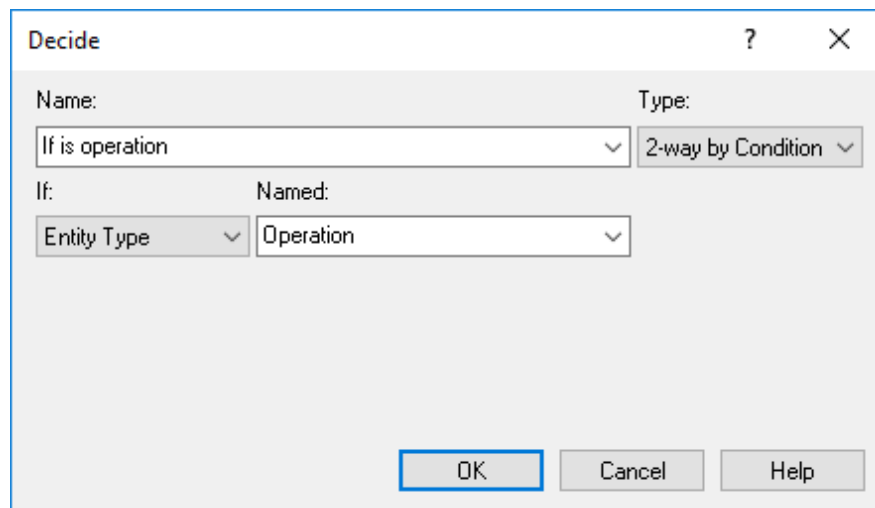 Decide ?
Name: Type:
If is operation 2-way by Condition
If: Named:
Entity Type Operation
OK Cancel Help